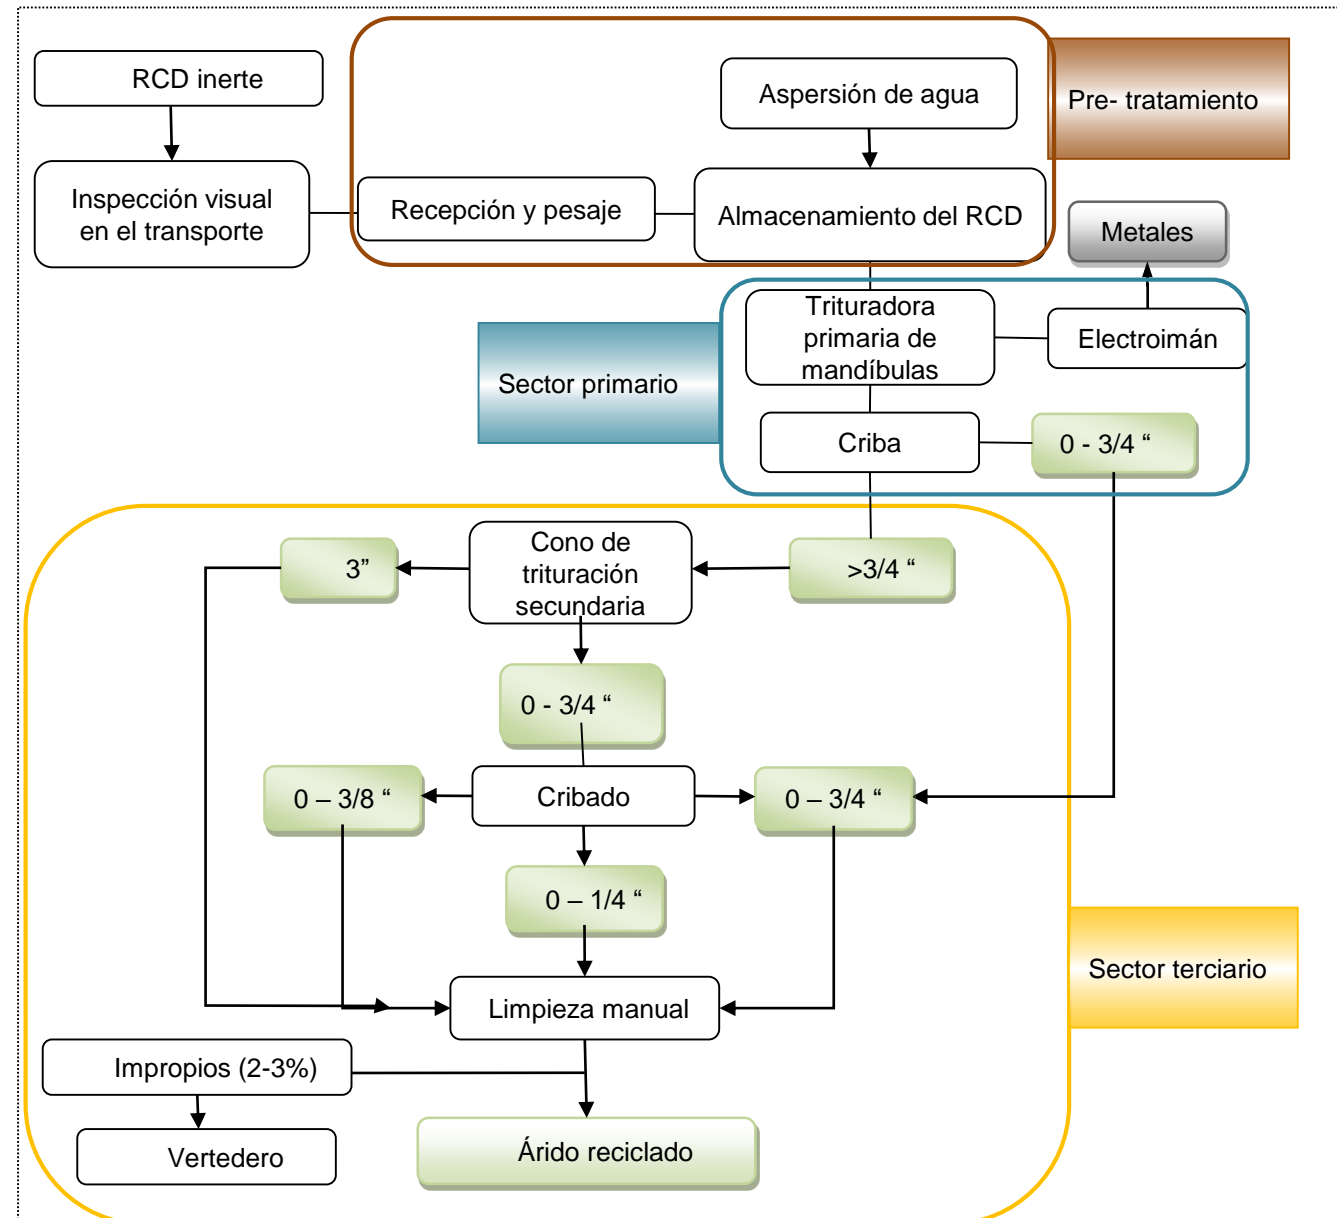 RCD inerte
Aspersión de agua
Pre- tratamiento
Inspección visual
en el transporte
Recepción y pesaje
Almacenamiento del RCD
Metales
Trituradora
primaria de
mandíbulas
Electroimán
Sector primario
Criba
0 - 3/4 “
Cono de
trituración
secundaria
3”
>3/4 “
0 - 3/4 “
0 – 3/8 “
Cribado
0 – 3/4 “
0 – 1/4 “
Sector terciario
Limpieza manual
Impropios (2-3%)
Árido reciclado
Vertedero